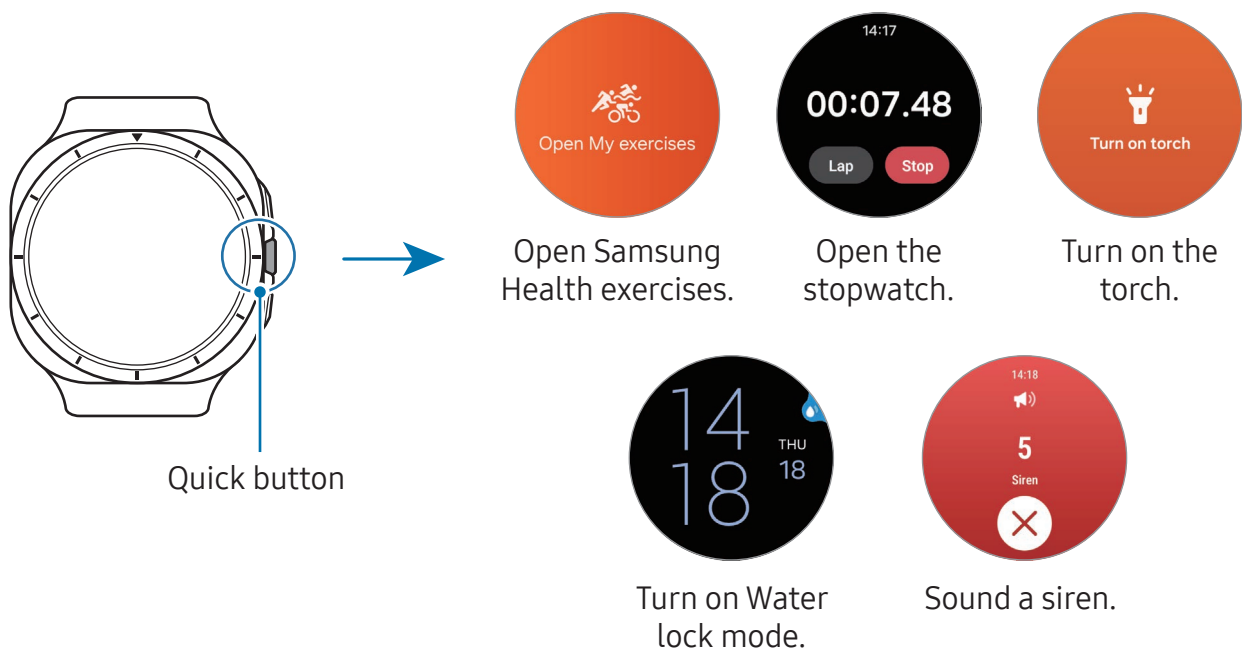 14:17
00:07.48
Open My exercises
Lap
Stop
Turn on torch
Open Samsung
Health exercises.
Open the
stopwatch.
Turn on the
torch.
Quick button
14
18
THU
18
14:18
5
Siren
Turn on Water
lock mode.
Sound a siren.